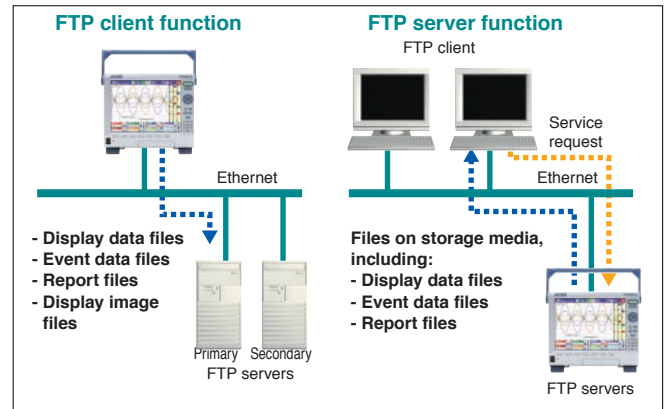 FTP client function
Ethernet
- Display data files
- Event data files
- Report files
- Display image
files
Primary Secondary
FTP servers
FTP server function
FTP client
Service
request
Ethernet
Files on storage media,
including:
- Display data files
- Event data files
- Report files
FTP servers